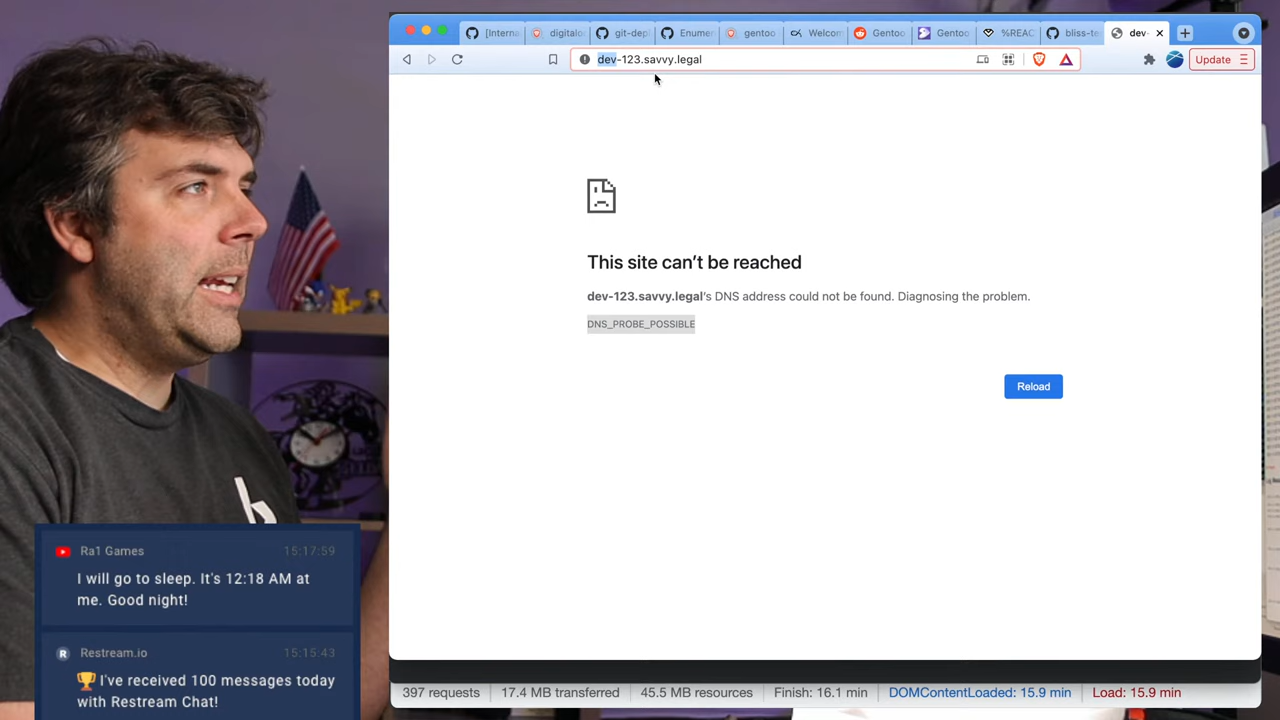 [Interna
digitalo
git-depl
Enumer
gentoo
Welcom
Gentoo
Gentoo
%REAC
bliss-te
dev-
dev-123.savvy.legal
Update
This site can't be reached
dev-123.savvy.legal's DNS address could not be found. Diagnosing the problem.
DNS_PROBE_POSSIBLE
Reload
397 requests 17.4 MB transferred 45.5 MB resources Finish: 16.1 min DOMContentLoaded: 15.9 min Load: 15.9 min
Ra1 Games 15:17:59
I will go to sleep. It's 12:18 AM at
me. Good night!
Restream.io 15:15:43
🏆 I've received 100 messages today
with Restream Chat!